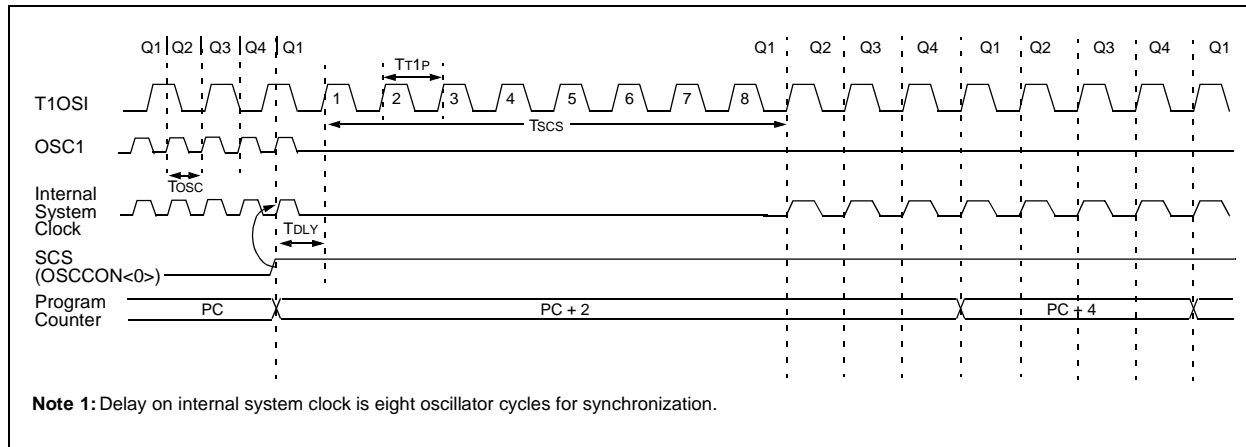 Q1 Q2 Q3 Q4 Q1 Q1 Q2 Q3 Q4 Q1 Q2 Q3 Q4 Q1
TT1P
T1OSI
1 2 3 4 5 6 7 8
TSCS
OSC1
TOSC
Internal
System
Clock
TDLY
SCS
(OSCCON<0>)
Program
Counter
PC PC + 2 PC + 4
Note 1: Delay on internal system clock is eight oscillator cycles for synchronization.